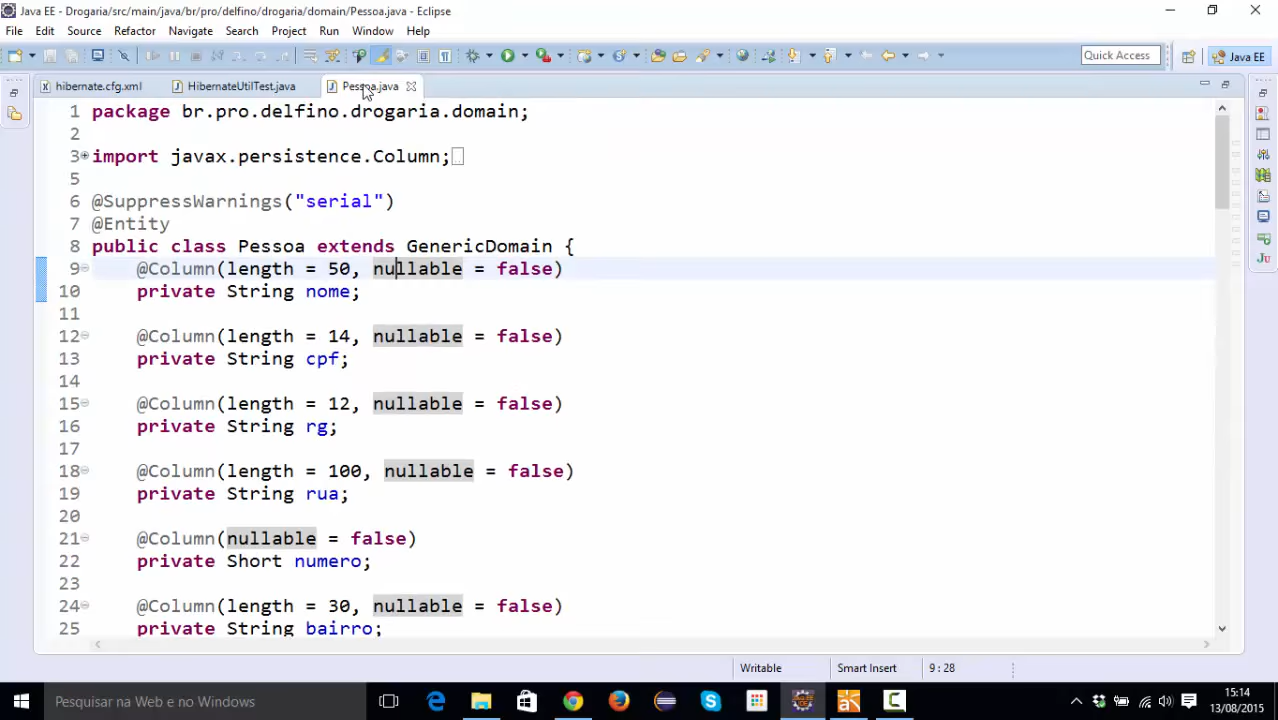 Java EE - Drogaria/src/main/java/br/pro/delfino/drogaria/domain/Pessoa.java - Eclipse
File Edit Source Refactor Navigate Search Project Run Window Help
Quick Access
Java EE
hibernate.cfg.xml HibernateUtilTest.java Pessoa.java
1 package br.pro.delfino.drogaria.domain;
2
3 import javax.persistence.Column;
5
6 @SuppressWarnings("serial")
7 @Entity
8 public class Pessoa extends GenericDomain {
9 @Column(length = 50, nullable = false)
10 private String nome;
11
12 @Column(length = 14, nullable = false)
13 private String cpf;
14
15 @Column(length = 12, nullable = false)
16 private String rg;
17
18 @Column(length = 100, nullable = false)
19 private String rua;
20
21 @Column(nullable = false)
22 private Short numero;
23
24 @Column(length = 30, nullable = false)
25 private String bairro;
Writable Smart Insert 9 : 28
Pesquisar na Web e no Windows
15:14
13/08/2015